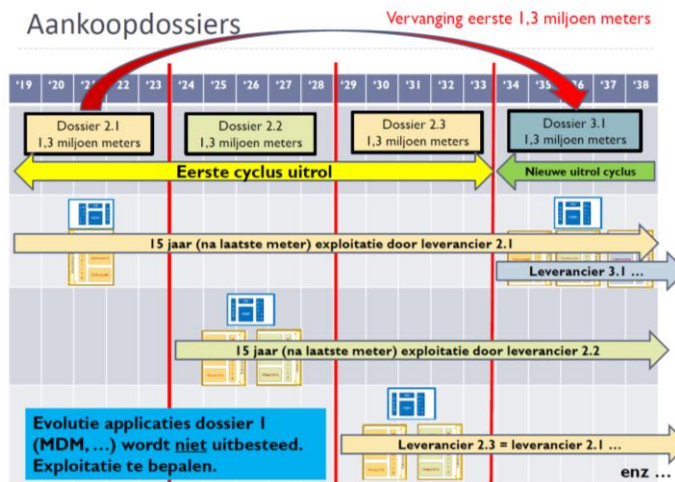 Aankoopdossiers
Vervanging eerste 1,3 miljoen meters
'19 '20 '21 '22 '23 '24 '25 '26 '27 '28 '29 '30 '31 '32 '33 '34 '35 '36 '37 '38
Dossier 2.1
1,3 miljoen meters
Dossier 2.2
1,3 miljoen meters
Dossier 2.3
1,3 miljoen meters
Dossier 3.1
1,3 miljoen meters
Eerste cyclus uitrol
Nieuwe uitrol cyclus
15 jaar (na laatste meter) exploitatie door leverancier 2.1
Leverancier 3.1 ...
15 jaar (na laatste meter) exploitatie door leverancier 2.2
Evolutie applicaties dossier 1
(MDM, ...) wordt niet uitbesteed.
Exploitatie te bepalen.
Leverancier 2.3 = leverancier 2.1 ...
enz ...